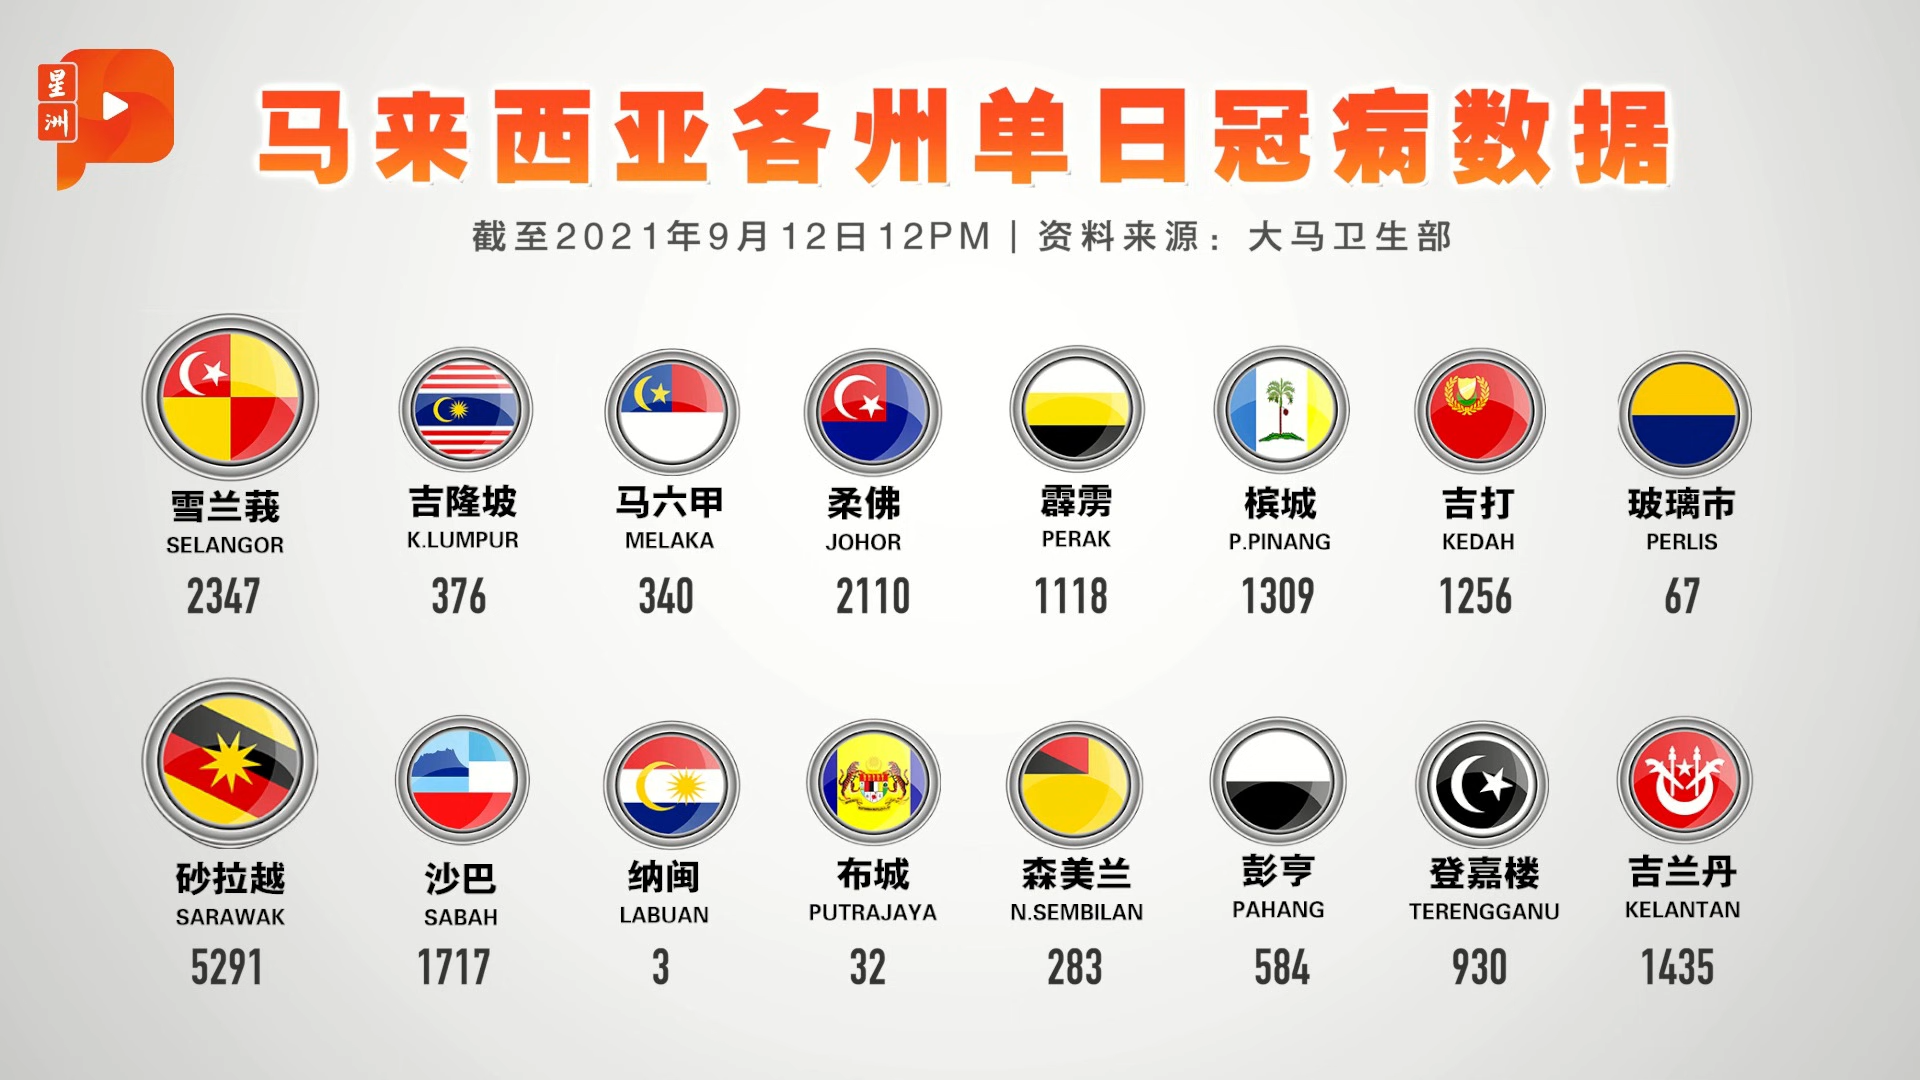 星洲
马来西亚各州单日冠病数据
截至2021年9月12日12PM | 资料来源：大马卫生部
雪兰莪 吉隆坡 马六甲 柔佛 霹雳 槟城 吉打 玻璃市
SELANGOR K.LUMPUR MELAKA JOHOR PERAK P.PINANG KEDAH PERLIS
2347 376 340 2110 1118 1309 1256 67
砂拉越 沙巴 纳闽 布城 森美兰 彭亨 登嘉楼 吉兰丹
SARAWAK SABAH LABUAN PUTRAJAYA N.SEMBILAN PAHANG TERENGGANU KELANTAN
5291 1717 3 32 283 584 930 1435